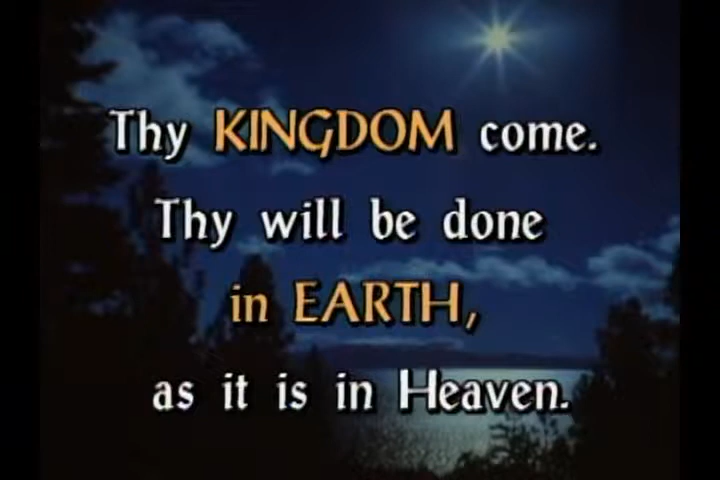 Thy KINGDOM come.
Thy will be done
in EARTH,
as it is in Heaven.